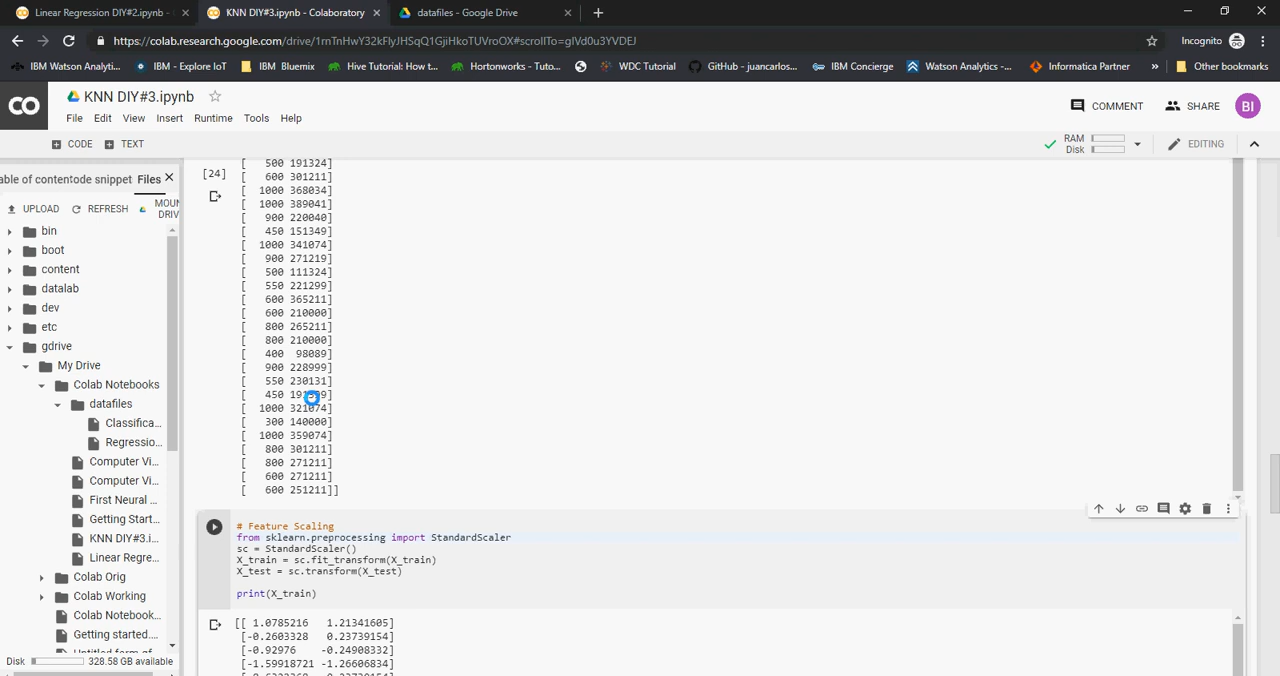 Linear Regression DIY#2.ipynb -
KNN DIY#3.ipynb - Colaboratory
datafiles - Google Drive
https://colab.research.google.com/drive/1rnTnHwY32kFlyJHSqQ1GjiHkoTUVroOX#scrollTo=gIVd0u3YVDEJ
Incognito
IBM Watson Analyti...
IBM - Explore IoT
IBM Bluemix
Hive Tutorial: How t...
Hortonworks - Tuto...
WDC Tutorial
GitHub - juancarlos...
IBM Concierge
Watson Analytics -...
Informatica Partner
»
Other bookmarks
CO
KNN DIY#3.ipynb
COMMENT
SHARE
BI
File Edit View Insert Runtime Tools Help
CODE
TEXT
RAM
Disk
EDITING
able of contentode snippet Files
UPLOAD
REFRESH
MOUN
DRIV
bin
boot
content
datalab
dev
etc
gdrive
My Drive
Colab Notebooks
datafiles
Classifica...
Regressio...
Computer Vi...
Computer Vi...
First Neural ...
Getting Start...
KNN DIY#3.i...
Linear Regre...
Colab Orig
Colab Working
Colab Notebook...
Getting started....
Disk
328.58 GB available
[24]
[ 500 191324]
[ 600 301211]
[ 1000 368034]
[ 1000 389041]
[ 900 220040]
[ 450 151349]
[ 1000 341074]
[ 900 271219]
[ 500 111324]
[ 550 221299]
[ 600 365211]
[ 600 210000]
[ 800 265211]
[ 800 210000]
[ 400 98089]
[ 900 228999]
[ 550 230131]
[ 450
[ 1000 321074]
[ 300 140000]
[ 1000 359074]
[ 800 301211]
[ 800 271211]
[ 600 271211]
[ 600 251211]]
# Feature Scaling
from sklearn.preprocessing import StandardScaler
sc = StandardScaler()
X_train = sc.fit_transform(X_train)
X_test = sc.transform(X_test)
print(X_train)
[[ 1.0785216 1.21341605]
[-0.2603328 0.23739154]
[-0.92976 -0.24908332]
[-1.59918721 -1.26606834]